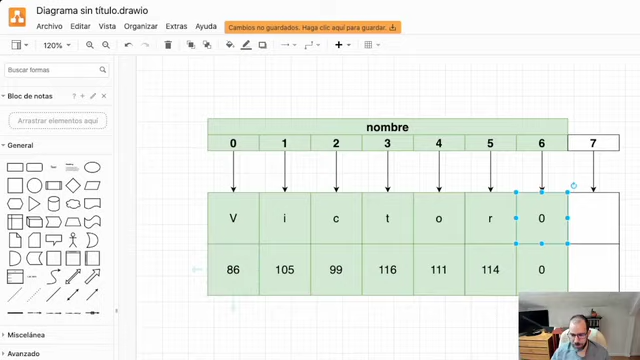 Diagrama sin título.drawio
Archivo Editar Vista Organizar Extras Ayuda
Cambios no guardados. Haga clic aquí para guardar.
120%
Buscar formas
Bloc de notas
Arrastrar elementos aquí
General
Text
Miscelánea
Avanzado
nombre
0 1 2 3 4 5 6 7
V i c t o r 0
86 105 99 116 111 114 0